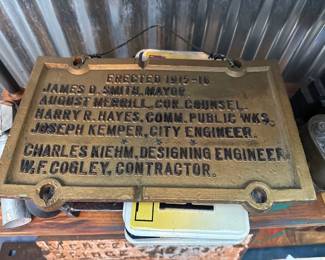 ERECTED 1915-16
JAMES D. SMITH, MAYOR
AUGUST MERRILL, COR. COUNSEL.
HARRY R. HAYES, COMM. PUBLIC WKS.
JOSEPH KEMPER, CITY ENGINEER.
CHARLES KIEHM, DESIGNING ENGINEER.
W.F. COGLEY, CONTRACTOR.